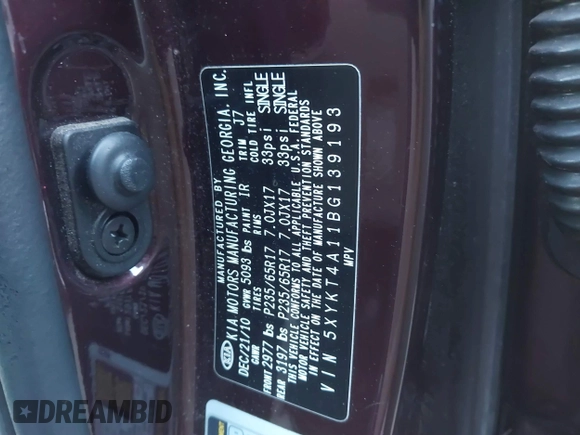 MANUFACTURED BY
KIA KIA MOTORS MANUFACTURING GEORGIA. INC.
DEC/21/10 GVWR 5093 lbs PAINT IR TRIM J7
GAWR TIRES RIMS COLD TIRE INFL
FRONT 2977 lbs P235/65R17 7.0JX17 33psi SINGLE
REAR 3197 lbs P235/65R17 7.0JX17 33psi SINGLE
THIS VEHICLE CONFORMS TO ALL APPLICABLE U.S.A. FEDERAL
MOTOR VEHICLE SAFETY AND THEFT PREVENTION STANDARDS
IN EFFECT ON THE DATE OF MANUFACTURE SHOWN ABOVE
VIN 5XYKT4A11BG139193
MPV
DREAMBID